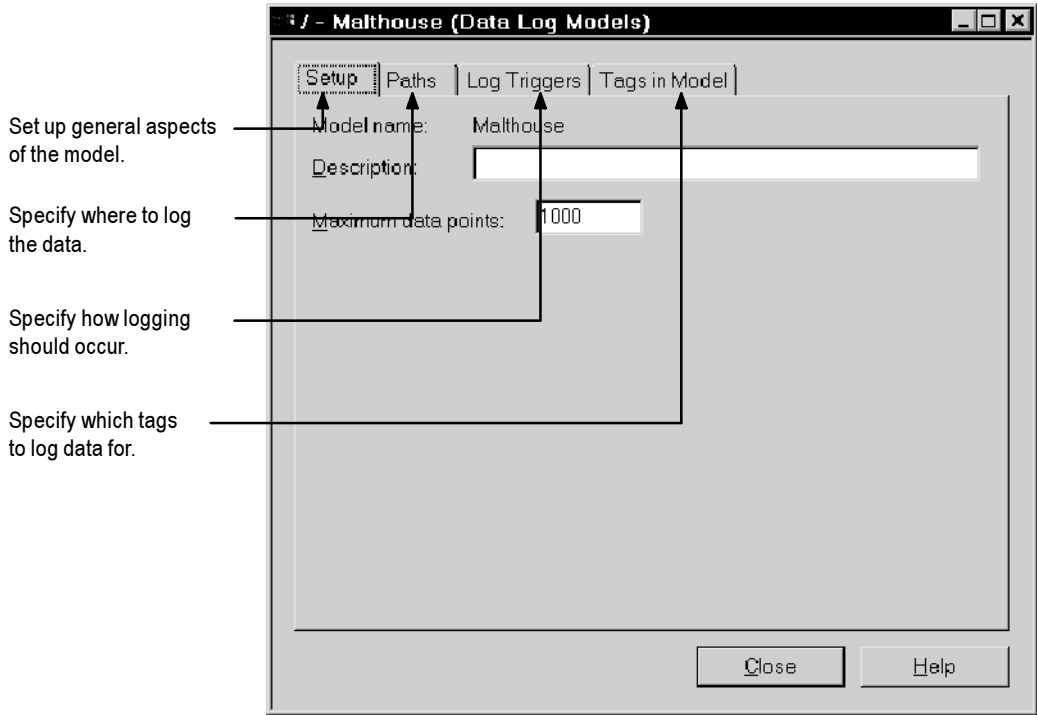 / - Malthouse (Data Log Models)
Setup Paths Log Triggers Tags in Model
Set up general aspects
of the model.
Model name: Malthouse
Description:
Specify where to log
the data.
Maximum data points: 1000
Specify how logging
should occur.
Specify which tags
to log data for.
Close Help